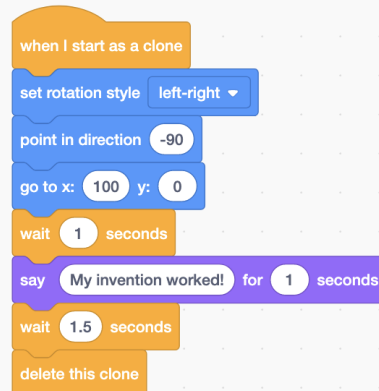 when I start as a clone
set rotation style left-right
point in direction -90
go to x: 100 y: 0
wait 1 seconds
say My invention worked! for 1 seconds
wait 1.5 seconds
delete this clone